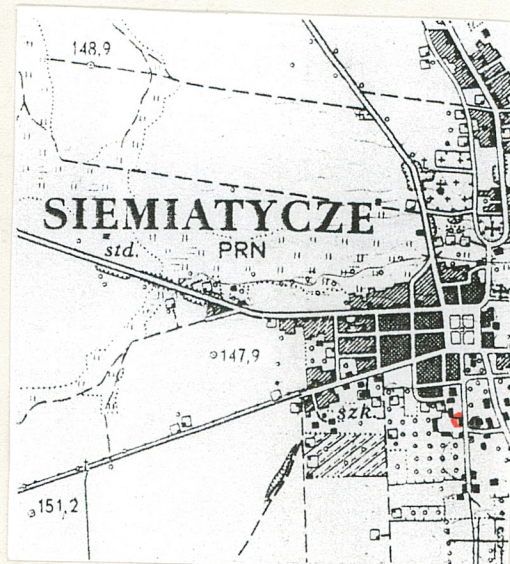 148,9
SIEMIATYCZE
std.
PRN
147,9
szk.
151,2